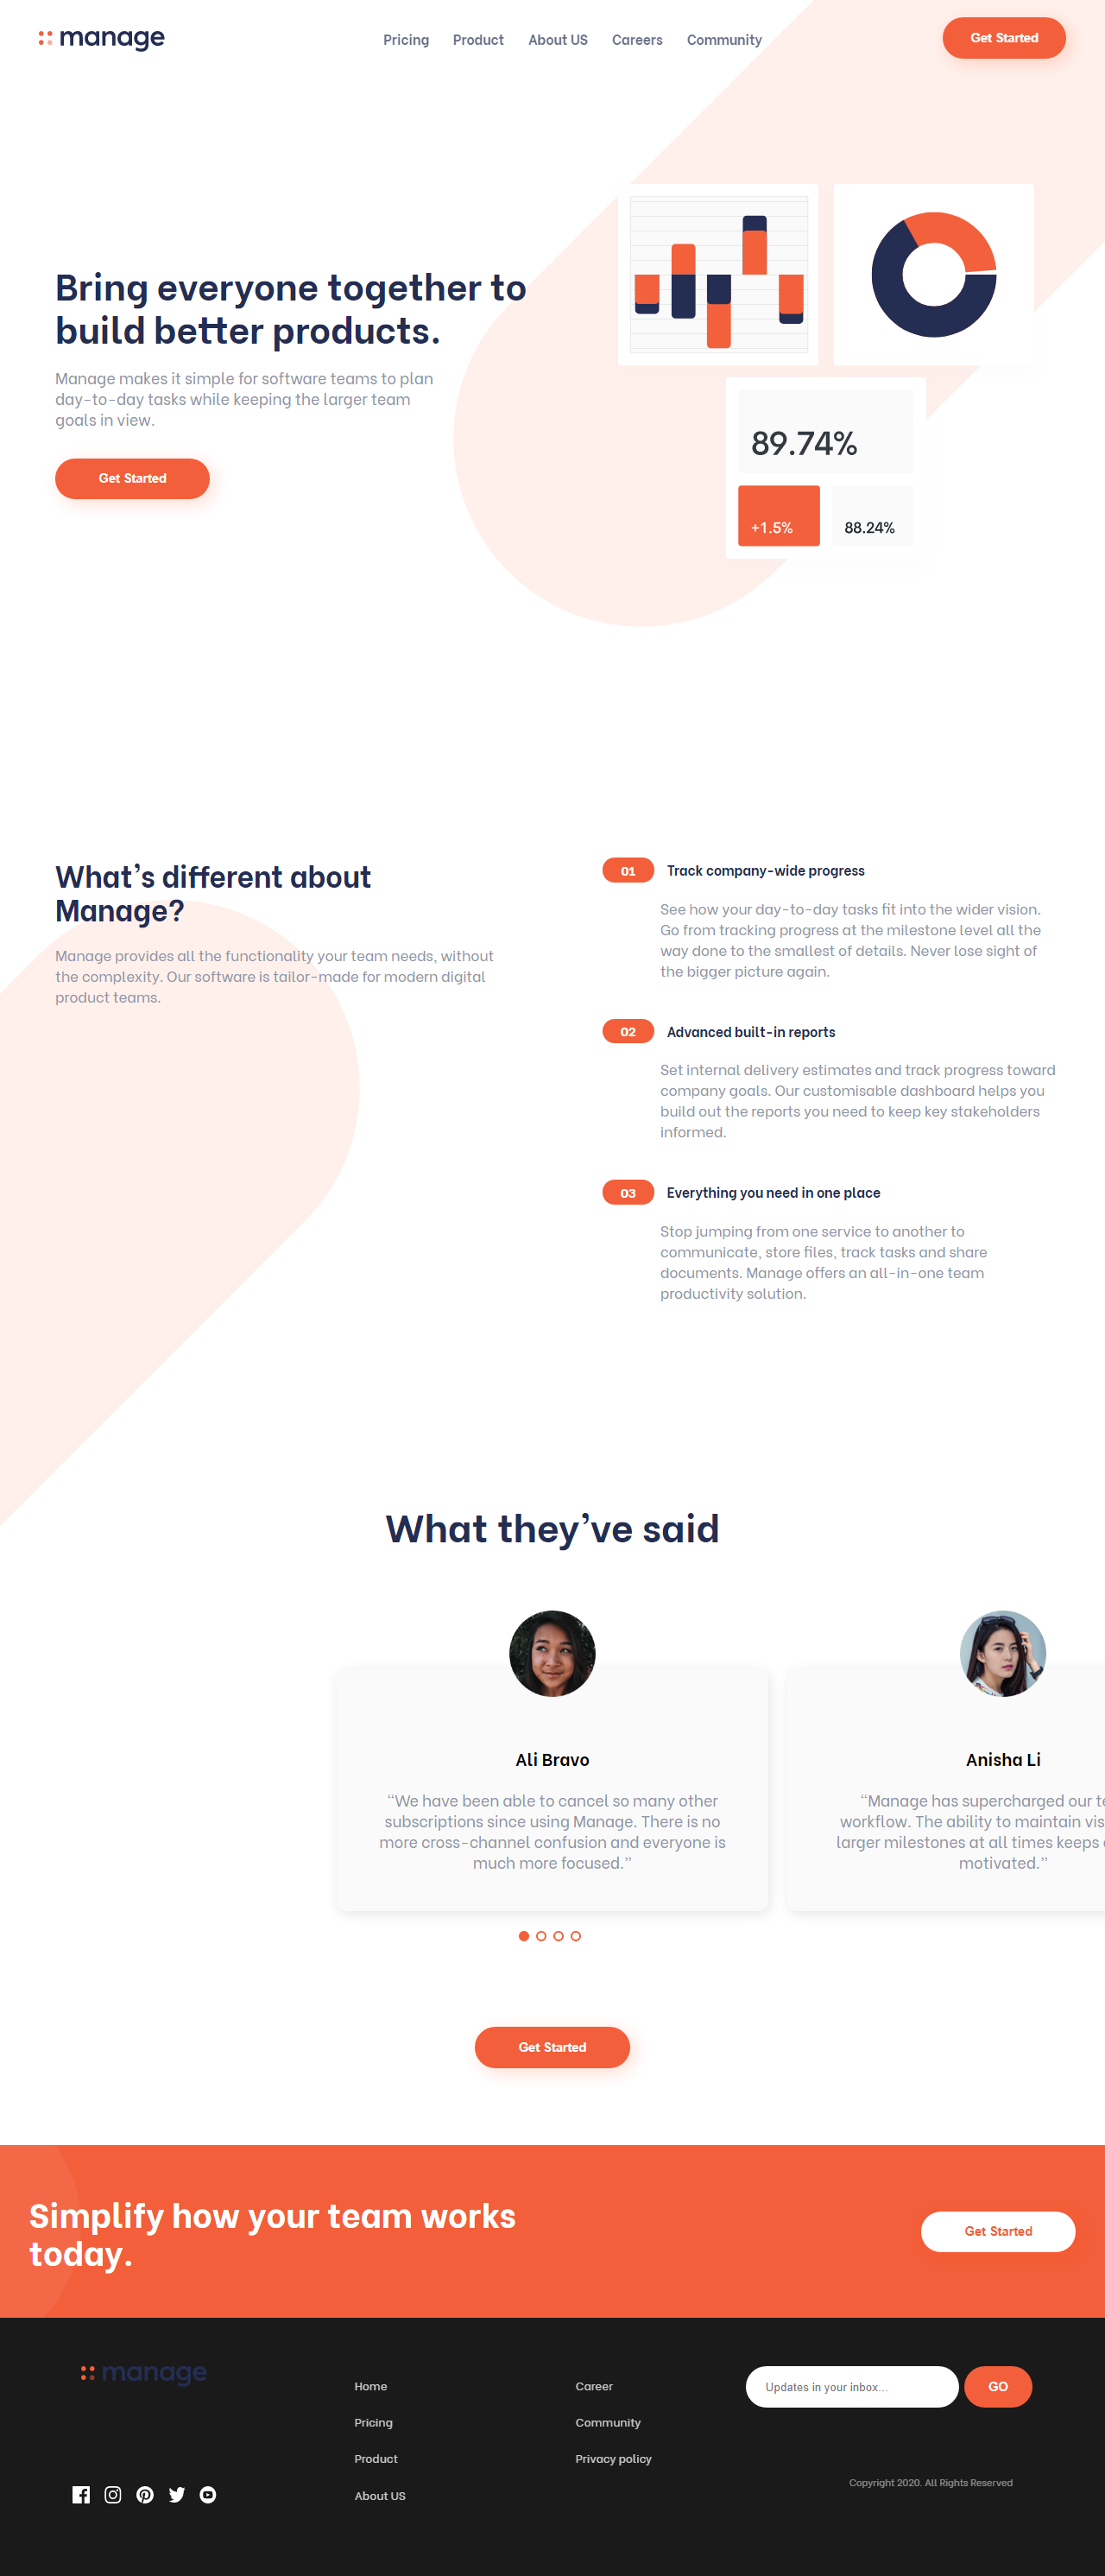 manage
Pricing Product About US Careers Community
Get Started
Bring everyone together to
build better products.
Manage makes it simple for software teams to plan
day-to-day tasks while keeping the larger team
goals in view.
Get Started
89.74%
+1.5%
88.24%
What's different about
Manage?
Manage provides all the functionality your team needs, without
the complexity. Our software is tailor-made for modern digital
product teams.
01 Track company-wide progress
See how your day-to-day tasks fit into the wider vision.
Go from tracking progress at the milestone level all the
way done to the smallest of details. Never lose sight of
the bigger picture again.
02 Advanced built-in reports
Set internal delivery estimates and track progress toward
company goals. Our customisable dashboard helps you
build out the reports you need to keep key stakeholders
informed.
03 Everything you need in one place
Stop jumping from one service to another to
communicate, store files, track tasks and share
documents. Manage offers an all-in-one team
productivity solution.
What they've said
Ali Bravo
“We have been able to cancel so many other
subscriptions since using Manage. There is no
more cross-channel confusion and everyone is
much more focused.”
Anisha Li
“Manage has supercharged our
workflow. The ability to maintain
larger milestones at all times keeps
motivated.”
Get Started
Simplify how your team works
today.
Get Started
manage
Home
Pricing
Product
About US
Career
Community
Privacy policy
Updates in your inbox...
GO
Copyright 2020. All Rights Reserved